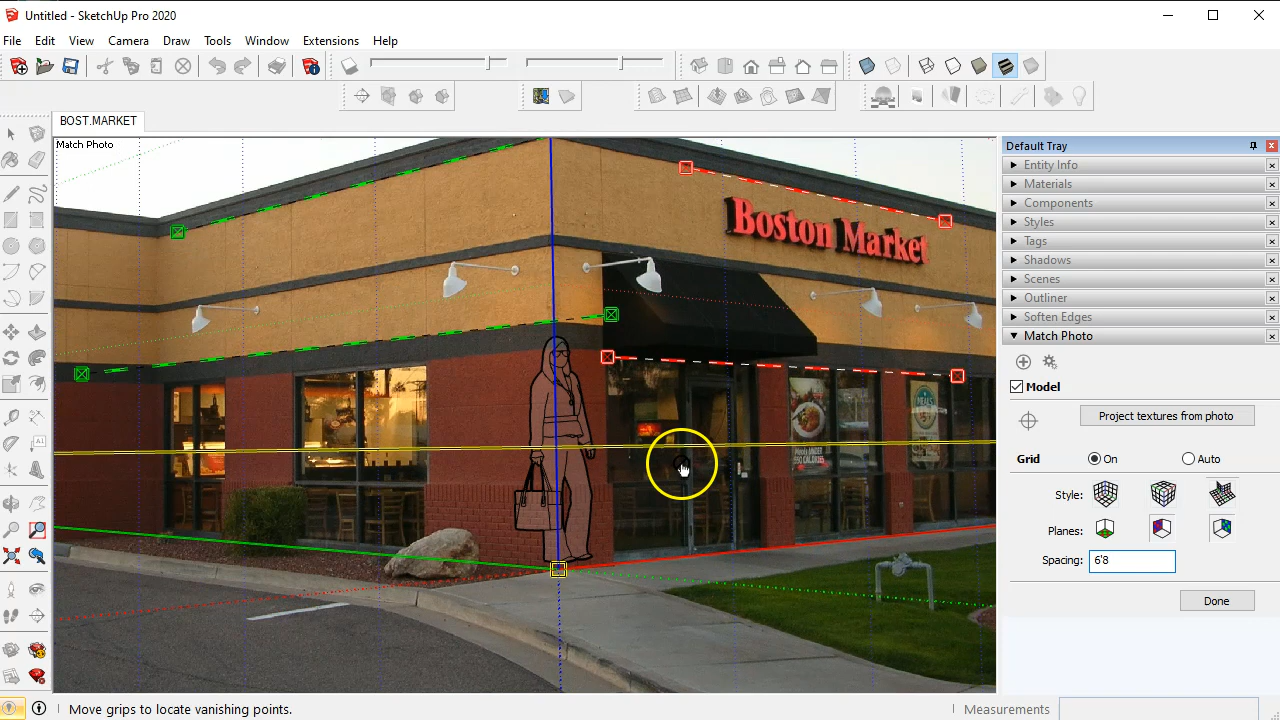 Untitled - SketchUp Pro 2020
File Edit View Camera Draw Tools Window Extensions Help
BOST.MARKET
Match Photo
Boston Market
Default Tray
Entity Info
Materials
Components
Styles
Tags
Shadows
Scenes
Outliner
Soften Edges
Match Photo
Model
Project textures from photo
Grid On Auto
Style:
Planes:
Spacing: 6'8
Done
Move grips to locate vanishing points. Measurements